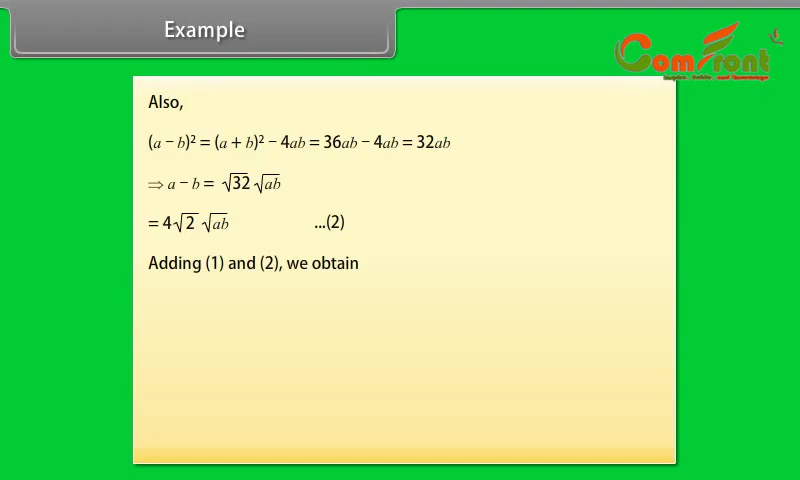 Example
ComFront
Also,
(a − b)² = (a + b)² − 4ab = 36ab − 4ab = 32ab
⇒ a − b = √32 √ab
= 4√2 √ab ...(2)
Adding (1) and (2), we obtain